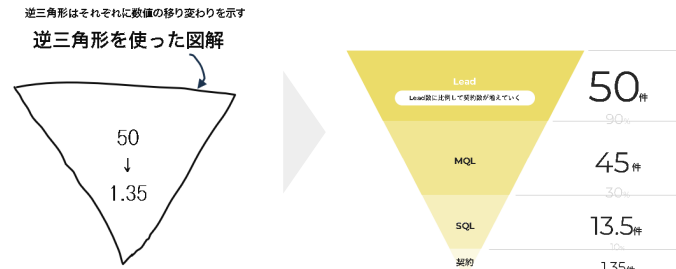 逆三角形はそれぞれに数値の移り変わりを示す
逆三角形を使った図解
50
↓
1.35
Lead
Lead数に比例して契約数が増えていく
50件
90%
MQL
45件
30%
SQL
13.5件
10%
契約
1.35件